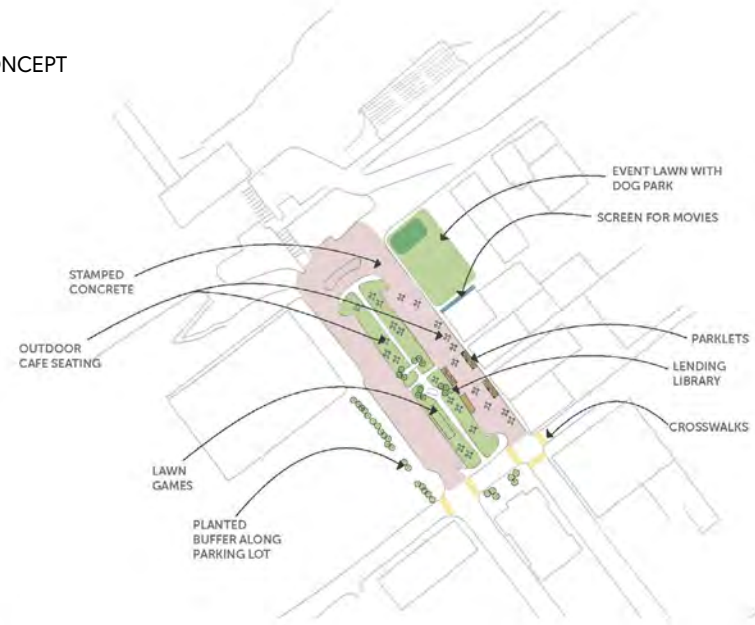 ONCEPT
EVENT LAWN WITH
DOG PARK
SCREEN FOR MOVIES
STAMPED
CONCRETE
OUTDOOR
CAFE SEATING
PARKLETS
LENDING
LIBRARY
CROSSWALKS
LAWN
GAMES
PLANTED
BUFFER ALONG
PARKING LOT